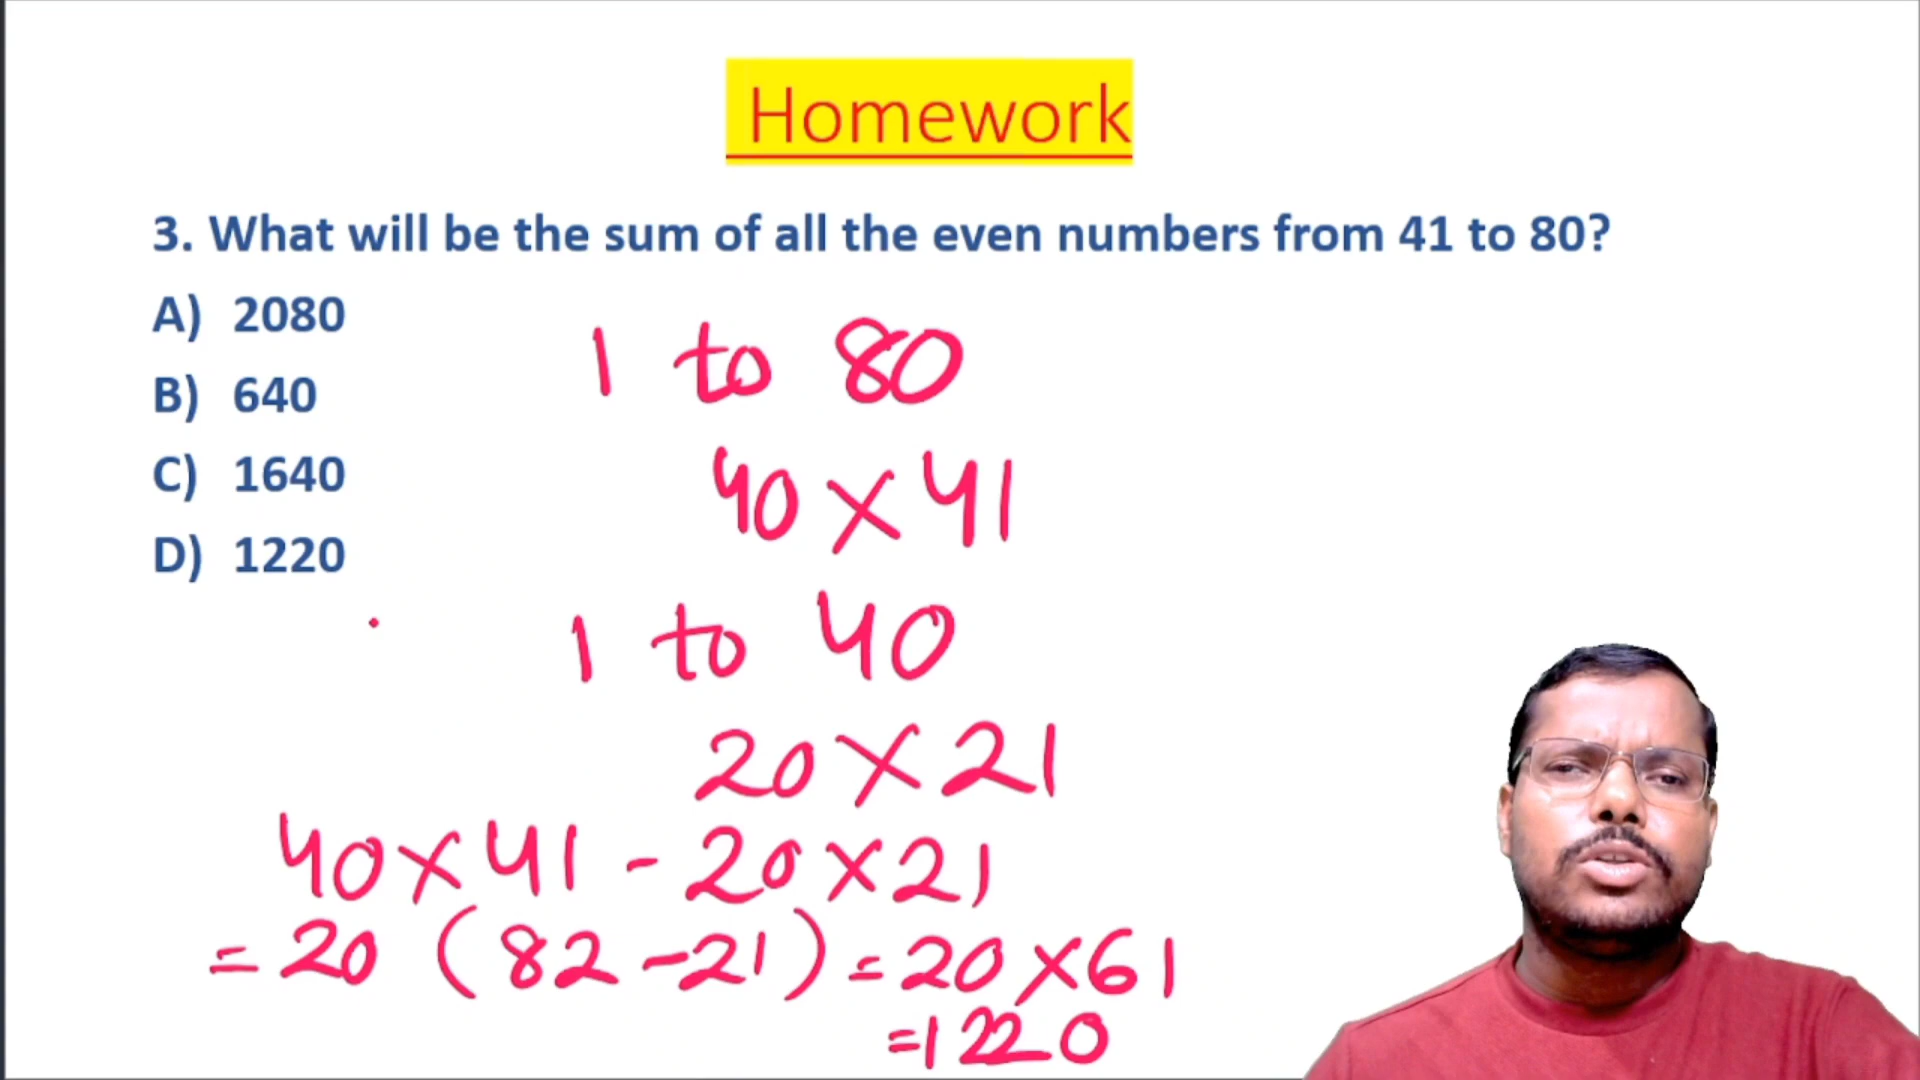 Homework
3. What will be the sum of all the even numbers from 41 to 80?
A) 2080
B) 640
C) 1640
D) 1220
1 to 80
40 × 41
1 to 40
20 × 21
40 × 41 - 20 × 21
= 20 (82 - 21) = 20 × 61
= 1220